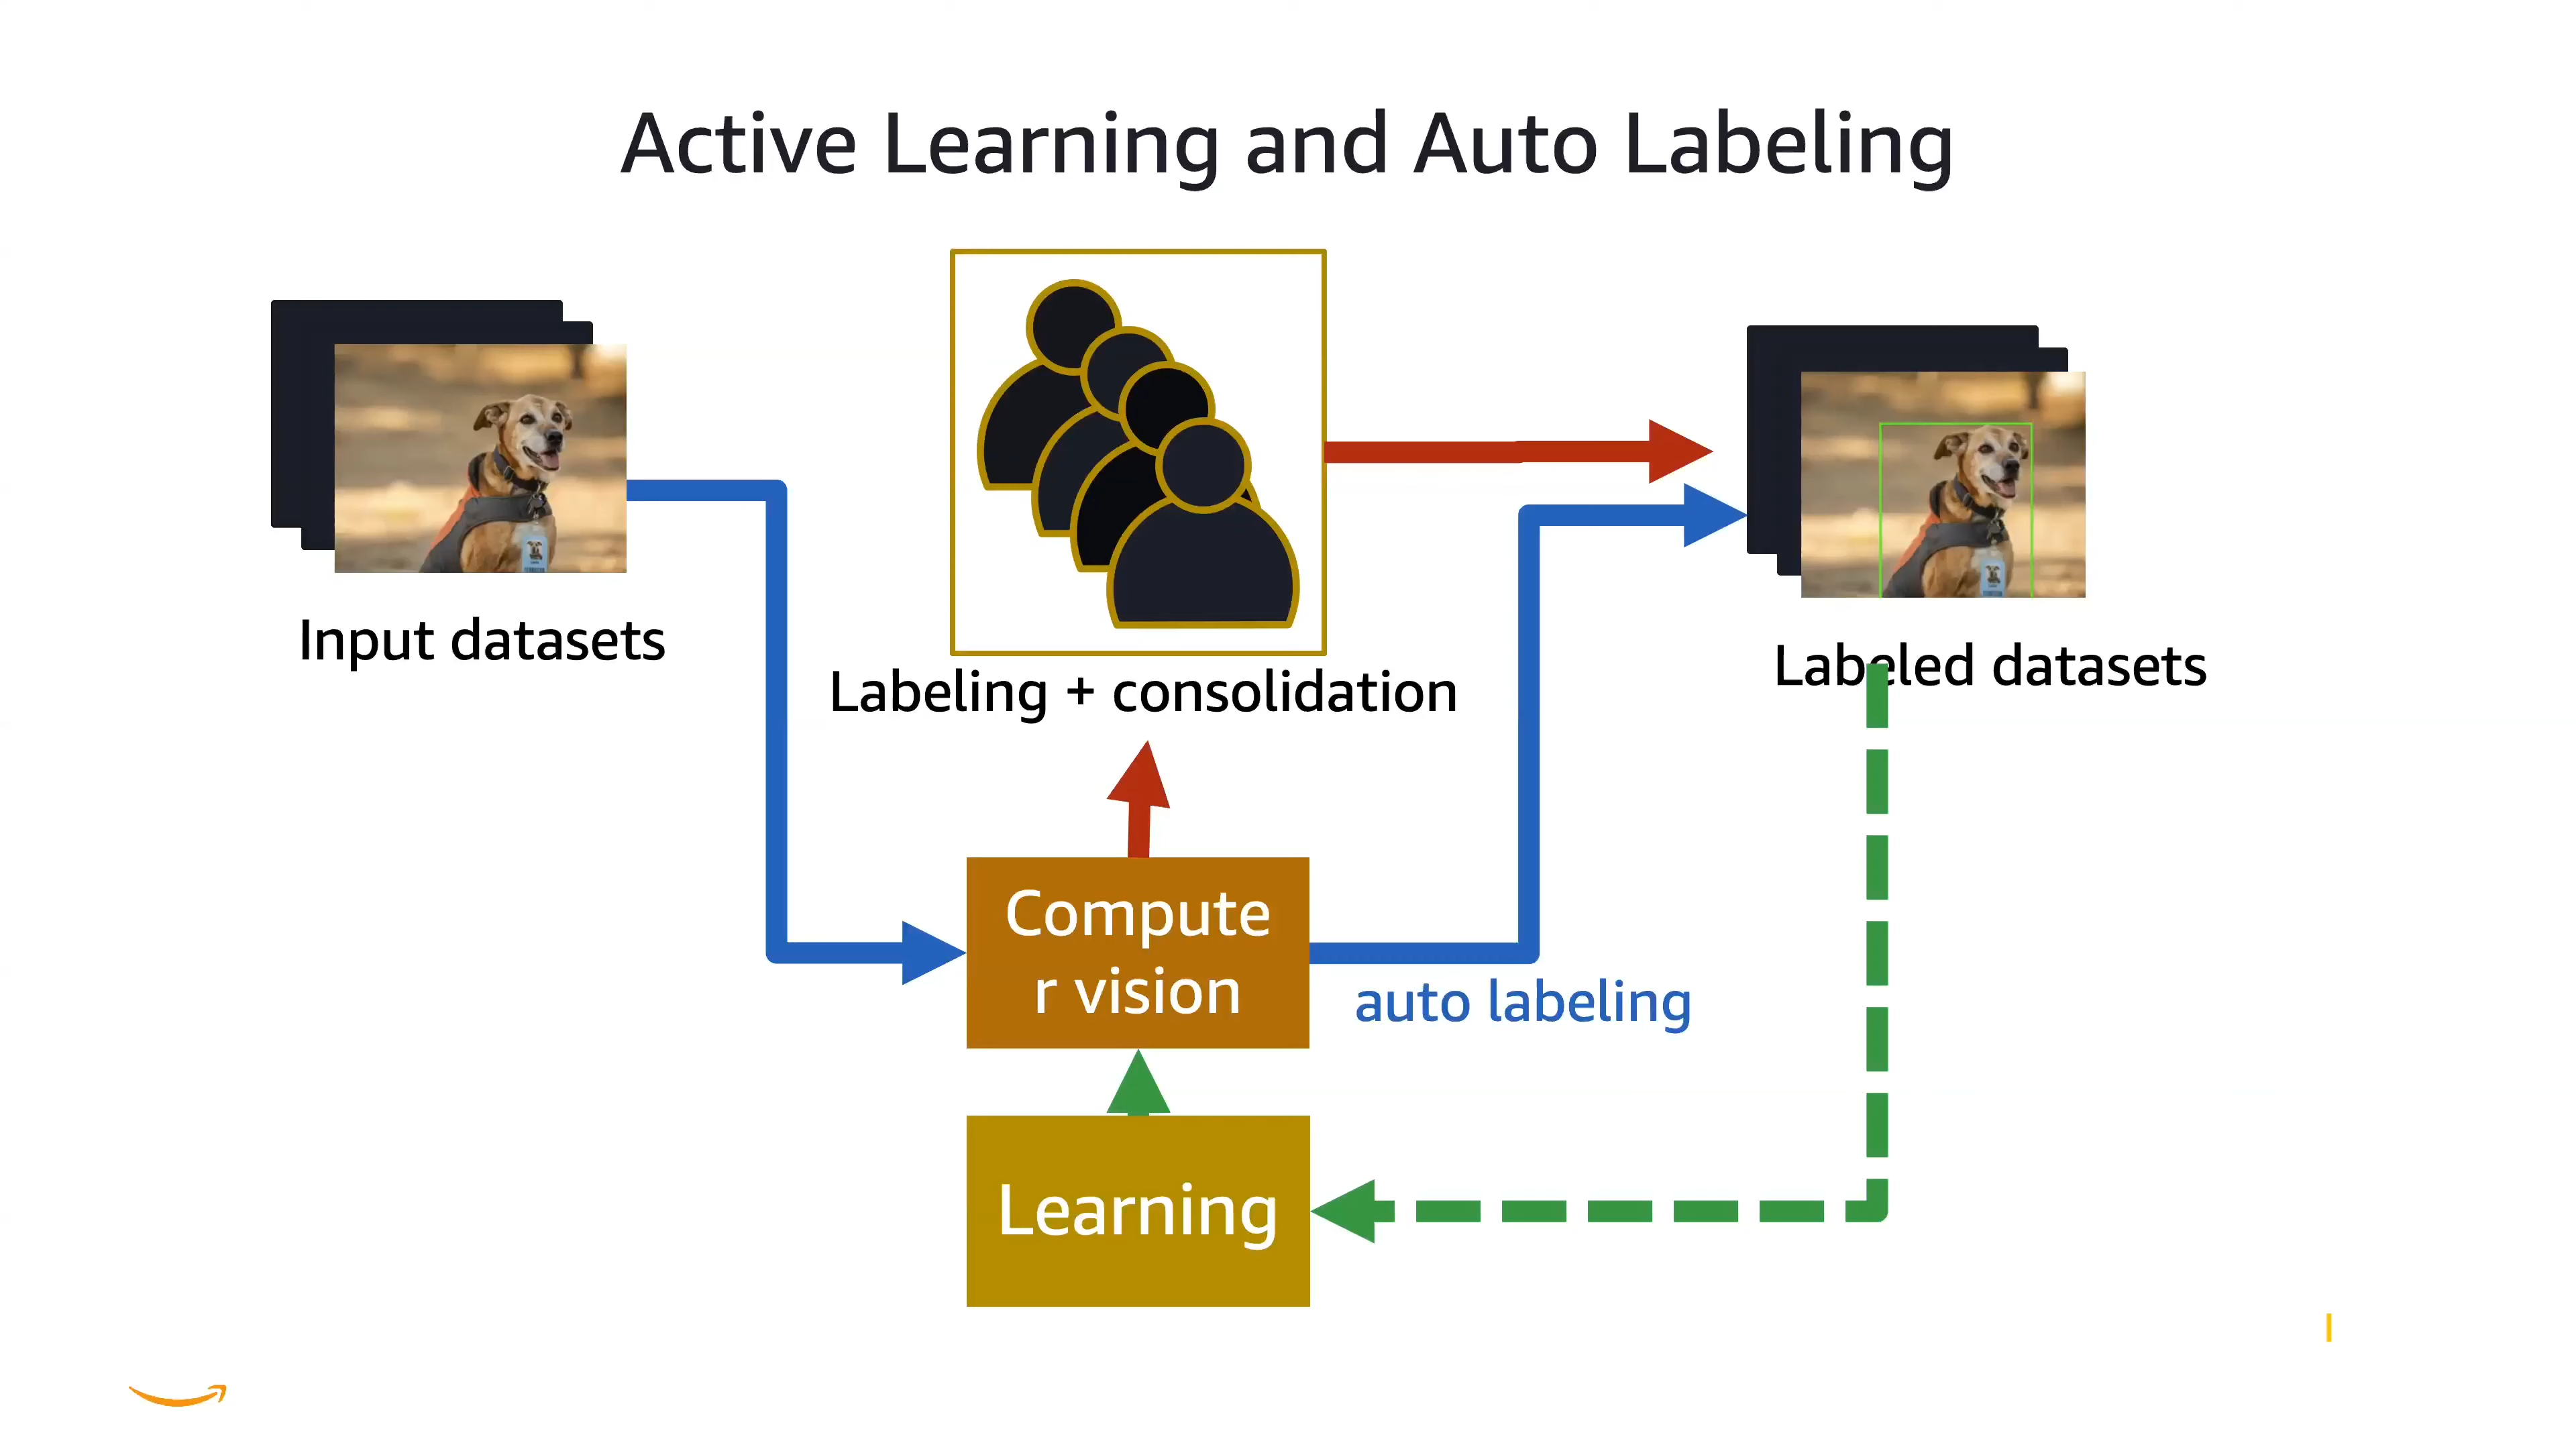 Active Learning and Auto Labeling
Input datasets
Labeling + consolidation
Labeled datasets
Compute
r vision
auto labeling
Learning